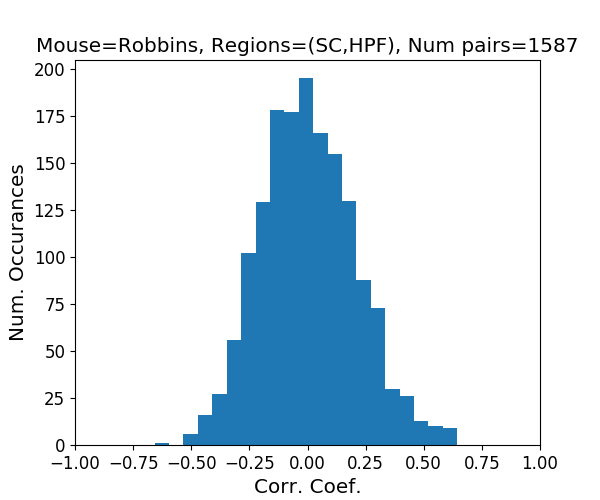 Mouse=Robbins, Regions=(SC,HPF), Num pairs=1587
200
175
150
125
100
75
50
25
0
Num. Occurances
−1.00 −0.75 −0.50 −0.25 0.00 0.25 0.50 0.75 1.00
Corr. Coef.